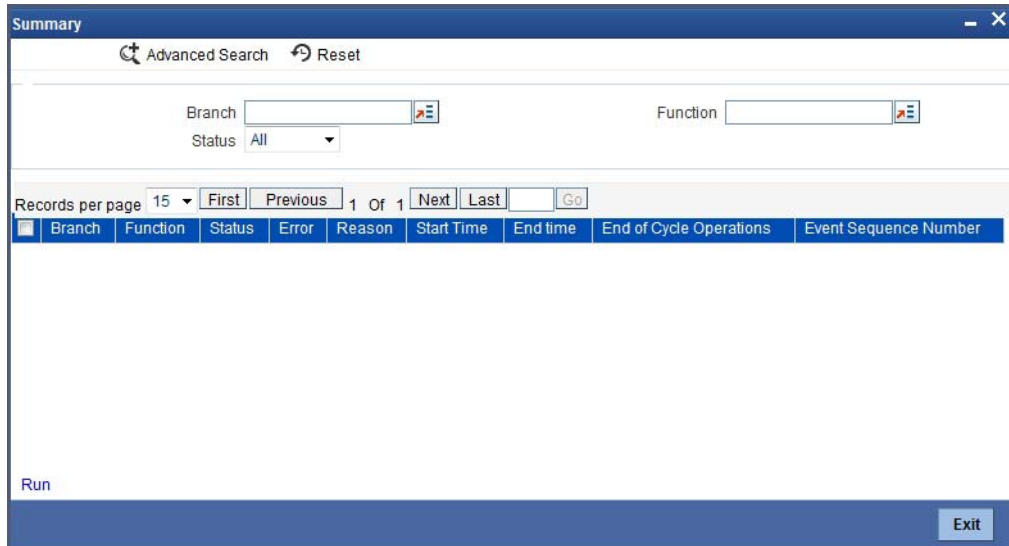 Summary
Advanced Search Reset
Branch Function
Status All
Records per page 15 First Previous 1 Of 1 Next Last Go
Branch Function Status Error Reason Start Time End time End of Cycle Operations Event Sequence Number
Run
Exit